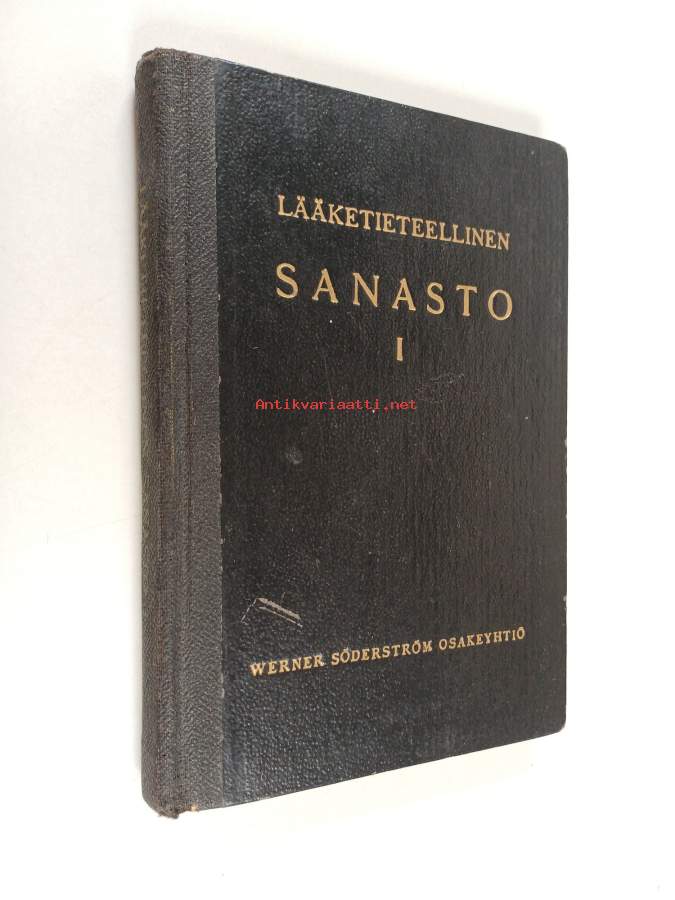 LÄÄKETIETEELLINEN
SANASTO
I
Antikvariaatti.net
WERNER SÖDERSTRÖM OSAKEYHTIÖ